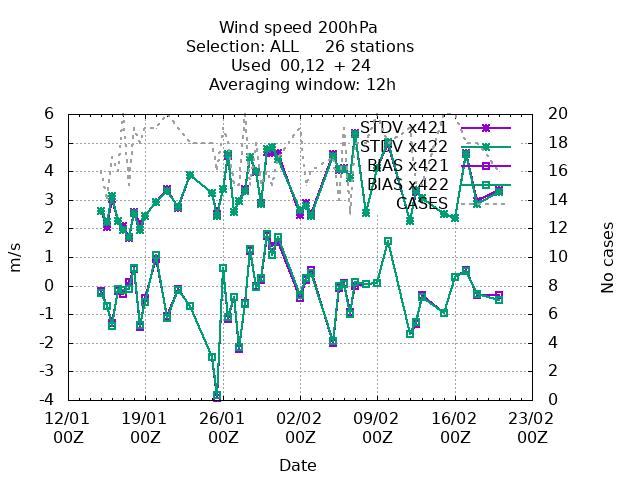 Wind speed 200hPa
Selection: ALL 26 stations
Used 00,12 + 24
Averaging window: 12h
6 20
STDV x421
STDV x422
5 18
BIAS x421
4 16
BIAS x422
CASES
3 14
2 12
1 10
0 8
-1 6
-2 4
-3 2
-4 0
m/s
No cases
12/01 19/01 26/01 02/02 09/02 16/02 23/02
00Z 00Z 00Z 00Z 00Z 00Z 00Z
Date